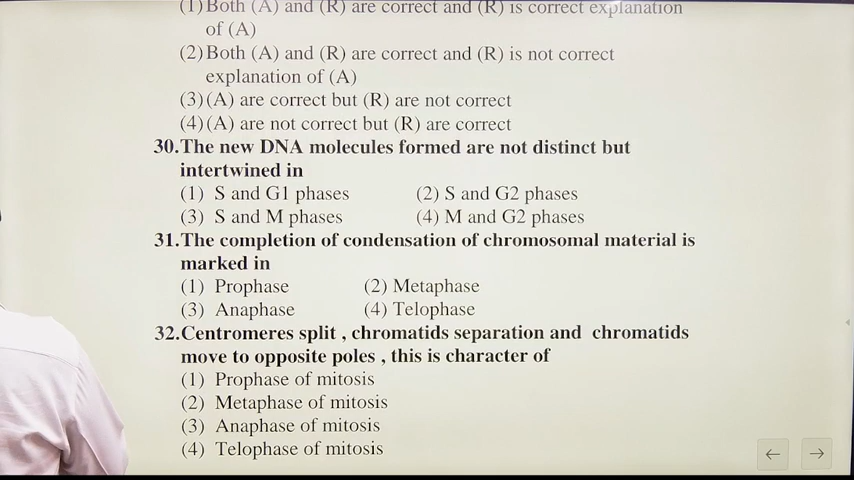 (1) Both (A) and (R) are correct and (R) is correct explanation
of (A)
(2) Both (A) and (R) are correct and (R) is not correct
explanation of (A)
(3) (A) are correct but (R) are not correct
(4) (A) are not correct but (R) are correct
30. The new DNA molecules formed are not distinct but
intertwined in
(1) S and G1 phases (2) S and G2 phases
(3) S and M phases (4) M and G2 phases
31. The completion of condensation of chromosomal material is
marked in
(1) Prophase (2) Metaphase
(3) Anaphase (4) Telophase
32. Centromeres split , chromatids separation and chromatids
move to opposite poles , this is character of
(1) Prophase of mitosis
(2) Metaphase of mitosis
(3) Anaphase of mitosis
(4) Telophase of mitosis